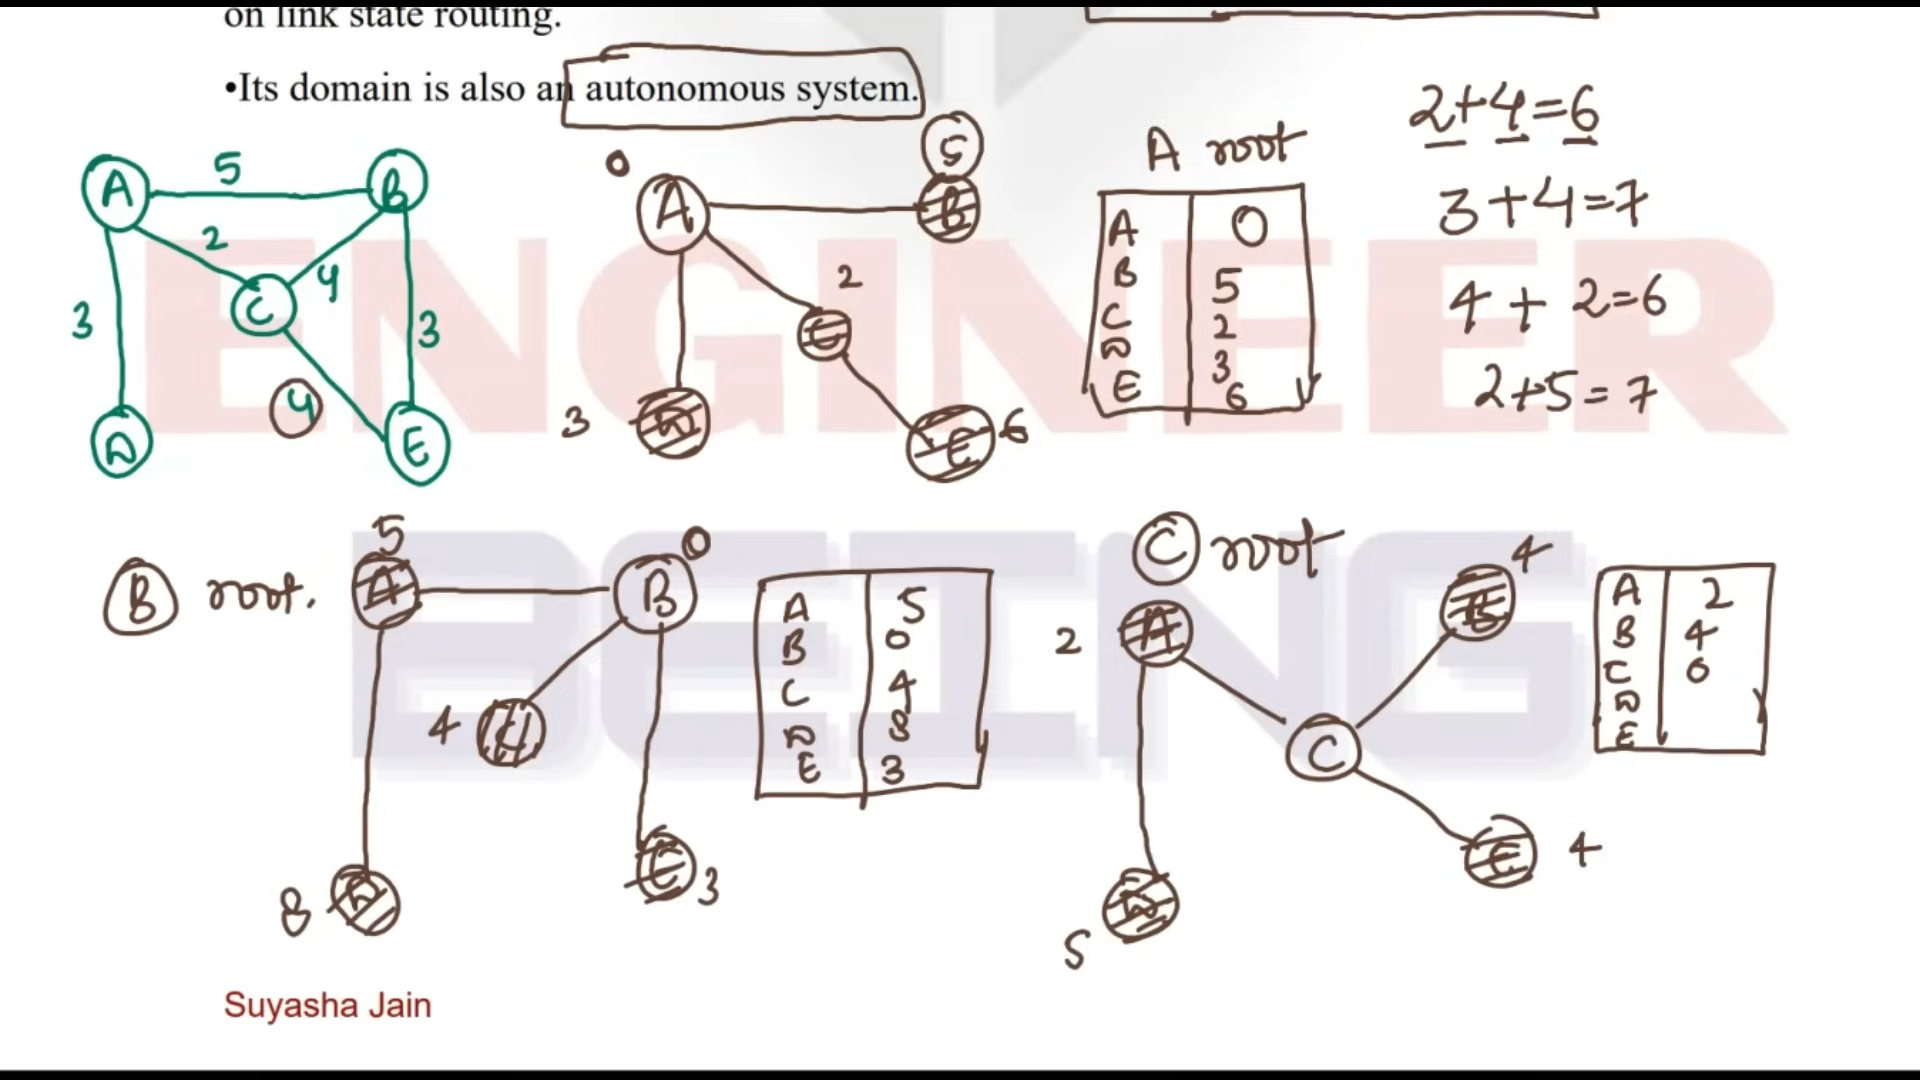 on link state routing.
•Its domain is also an autonomous system.
A 5 B
2
4
3 C 3
4
D E
0 5
A B
2
C
3 D E 6
A root
A 0
B 5
C 2
D 3
E 6
2+4=6
3+4=7
4+2=6
2+5=7
ENGINEER
BEING
B root.
5 0
A B
4 C
8 D E 3
A 5
B 0
C 4
D 8
E 3
C root
4
2 A B
C
E 4
D
5
A 2
B 4
C 0
D
E
Suyasha Jain